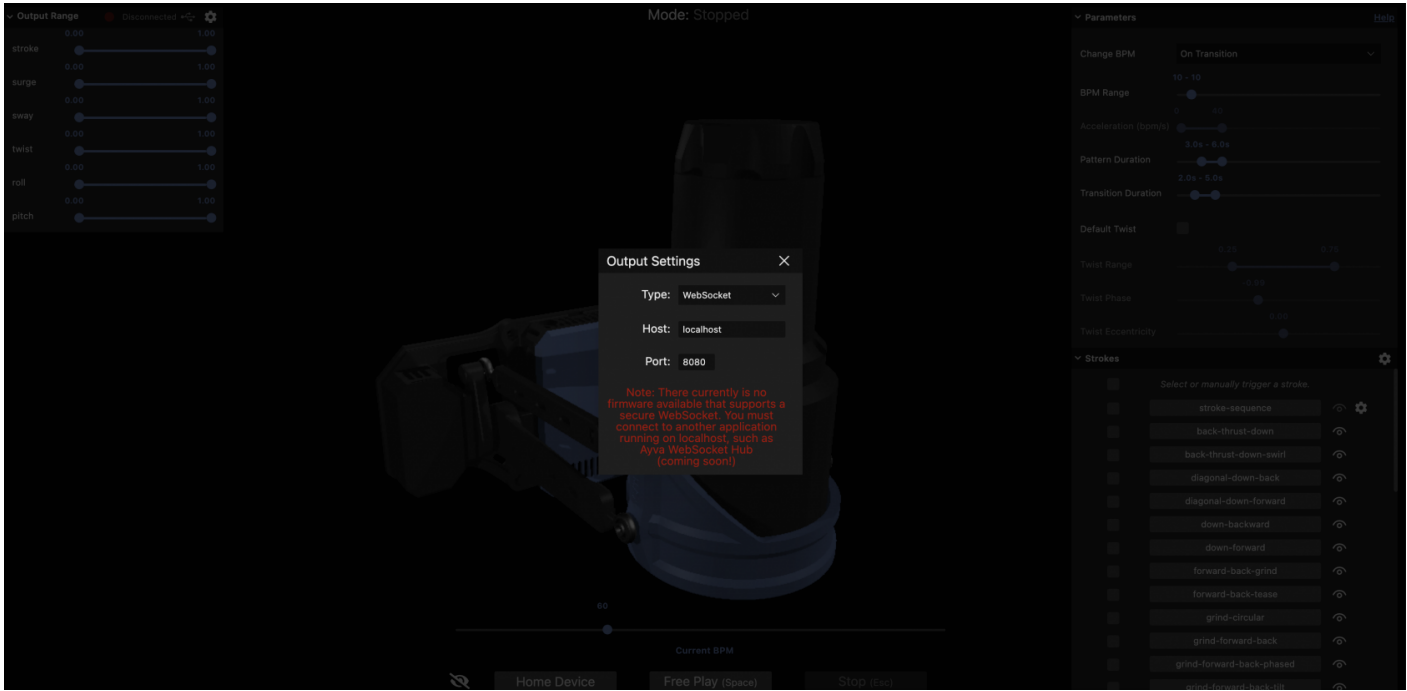 Output Range
Disconnected
Mode: Stopped
Parameters
Help
0.00 1.00
stroke
0.00 1.00
surge
0.00 1.00
sway
0.00 1.00
twist
0.00 1.00
roll
0.00 1.00
pitch
Change BPM On Transition
10 - 10
BPM Range
0 40
Acceleration (bpm/s)
3.0s - 6.0s
Pattern Duration
2.0s - 5.0s
Transition Duration
Default Twist
Twist Range
Twist Phase
0.00
Twist Eccentricity
Output Settings
Type: WebSocket
Host: localhost
Port: 8080
Note: There currently is no
firmware available that supports a
secure WebSocket. You must
connect to another application
running on localhost, such as
Ayva WebSocket Hub
(coming soon!)
Strokes
Select or manually trigger a stroke.
stroke-sequence
back-thrust-down
back-thrust-down-swirl
diagonal-down-back
diagonal-down-forward
down-backward
down-forward
forward-back-grind
forward-back-tease
grind-circular
grind-forward-back
grind-forward-back-phased
grind-forward-back-tilt
60
Current BPM
Home Device
Free Play (Space)
Stop (Esc)